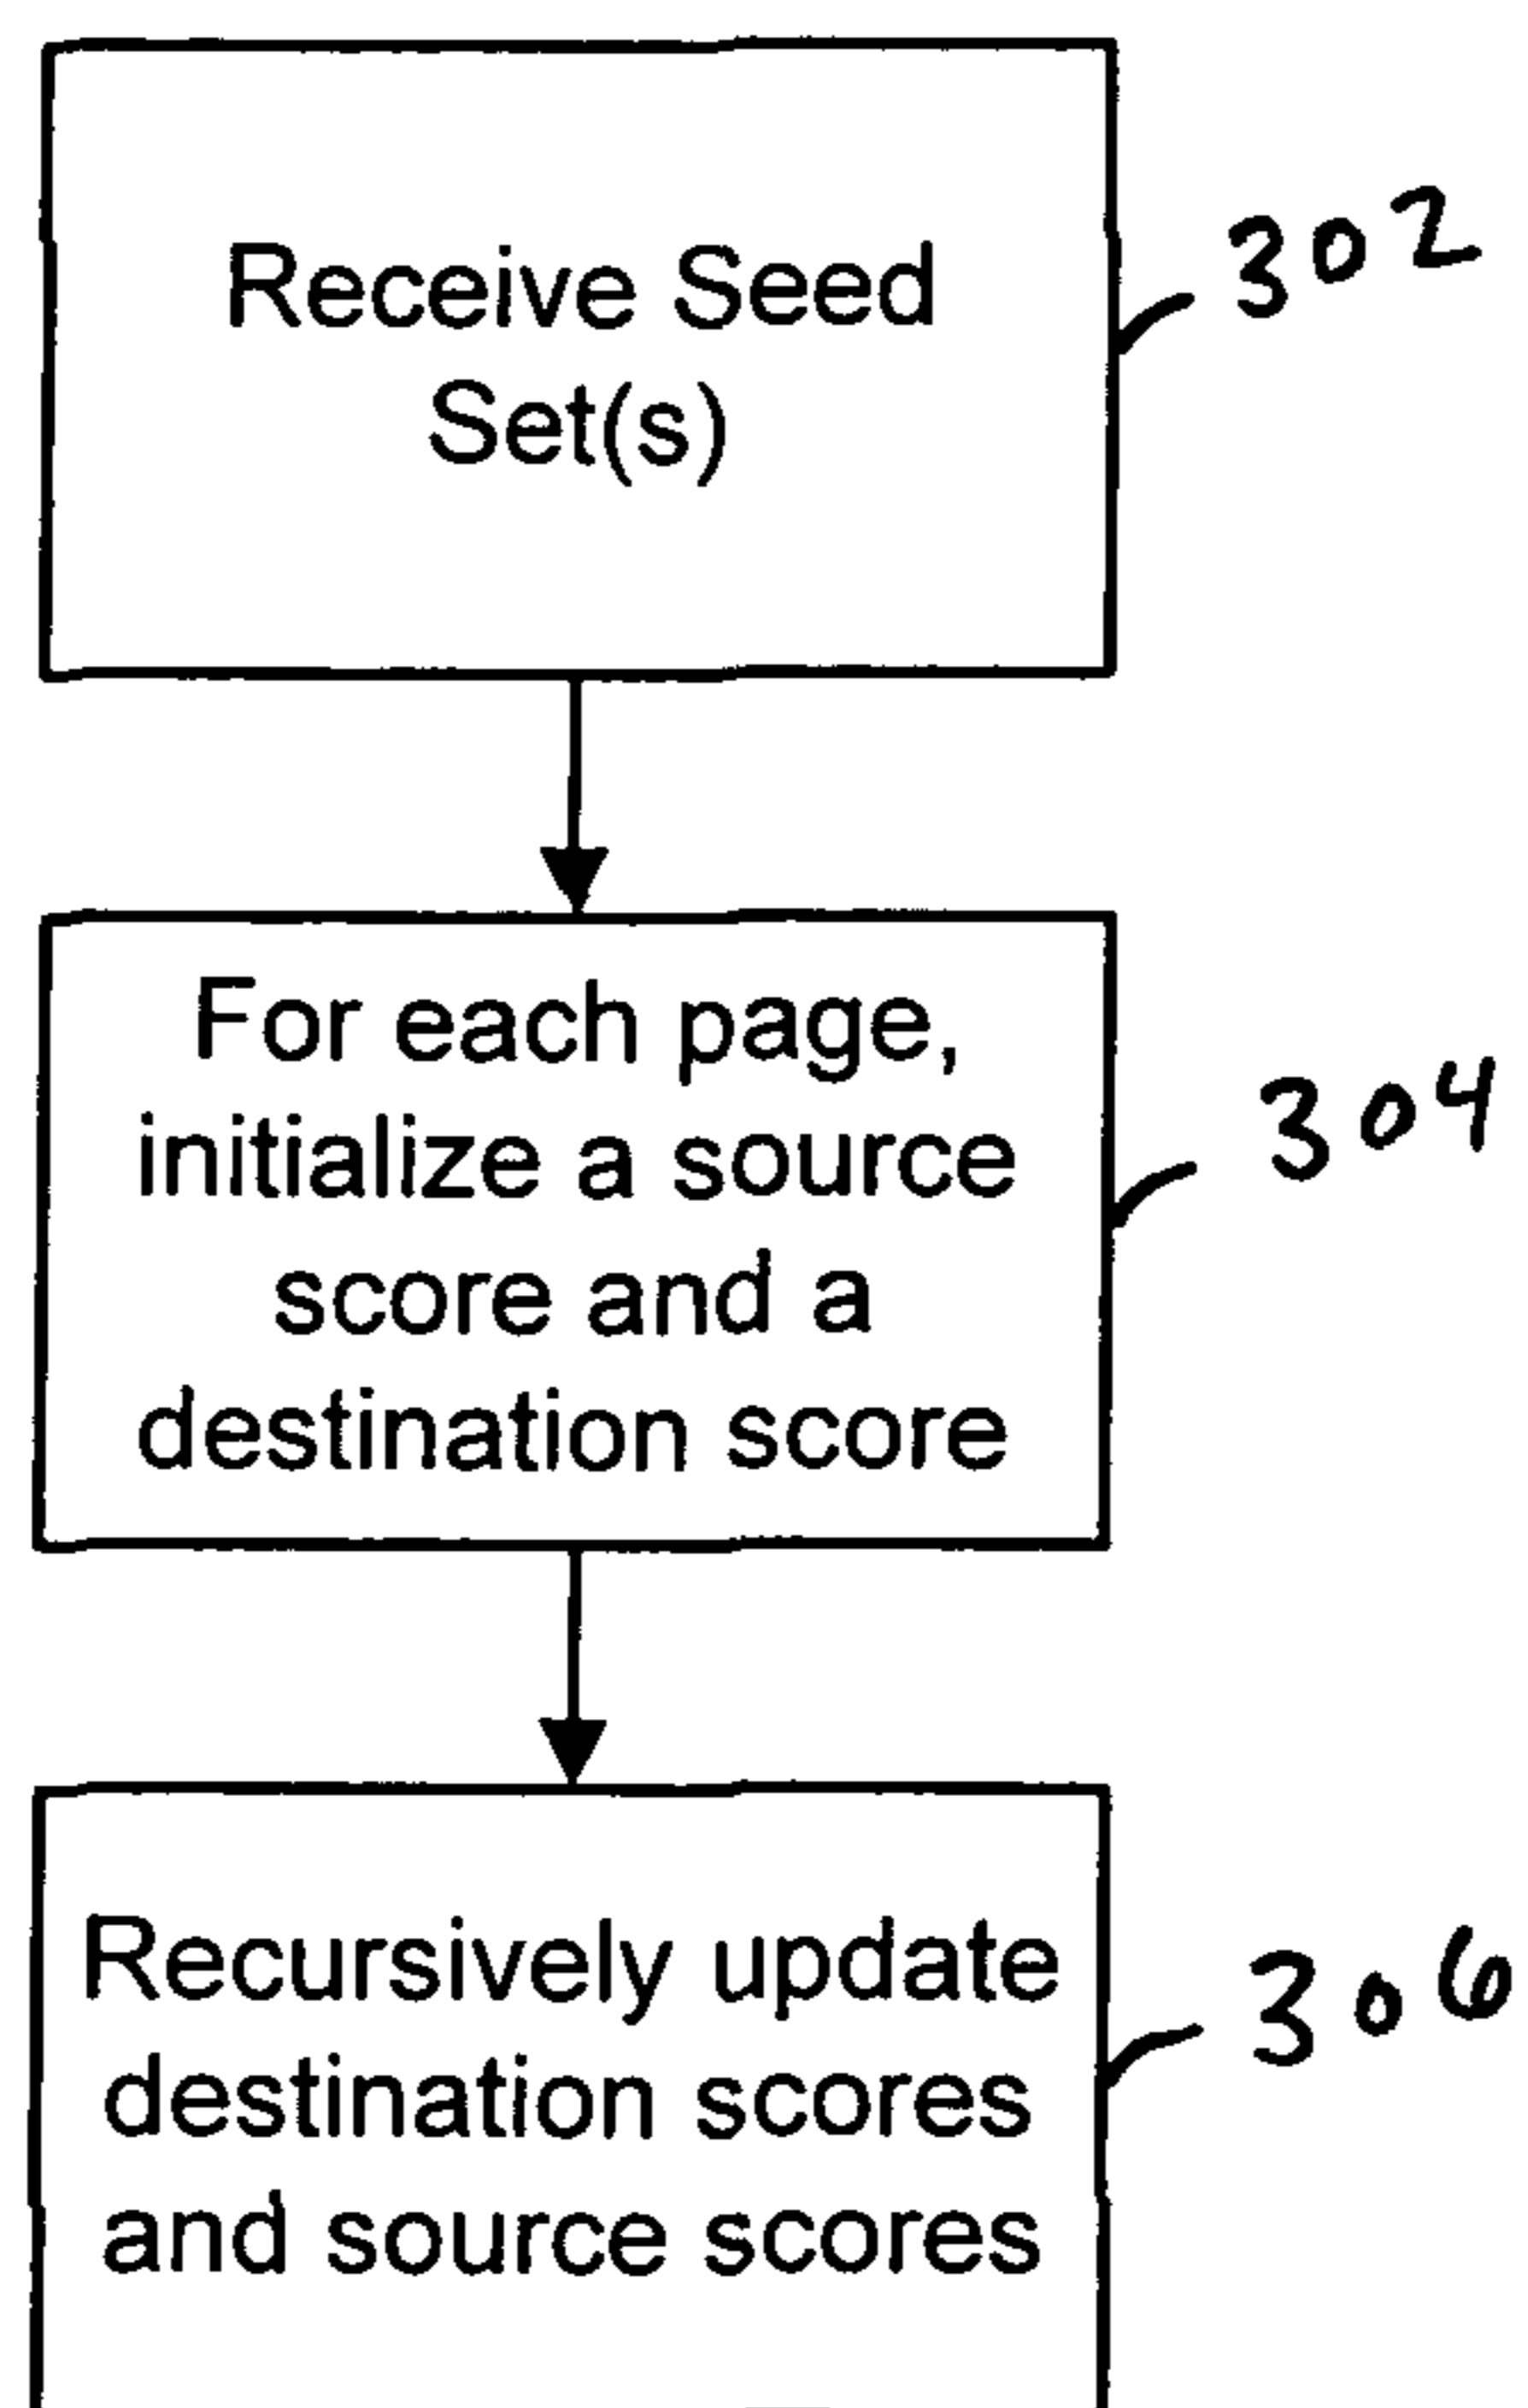 Receive Seed
Set(s)
302
For each page,
initialize a source
score and a
destination score
304
Recursively update
destination scores
and source scores
306